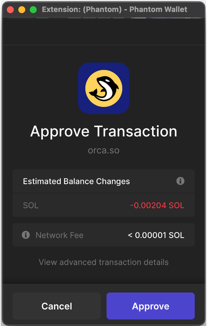 Extension: (Phantom) - Phantom Wallet
Approve Transaction
orca.so
Estimated Balance Changes
SOL -0.00204 SOL
Network Fee < 0.00001 SOL
View advanced transaction details
Cancel Approve